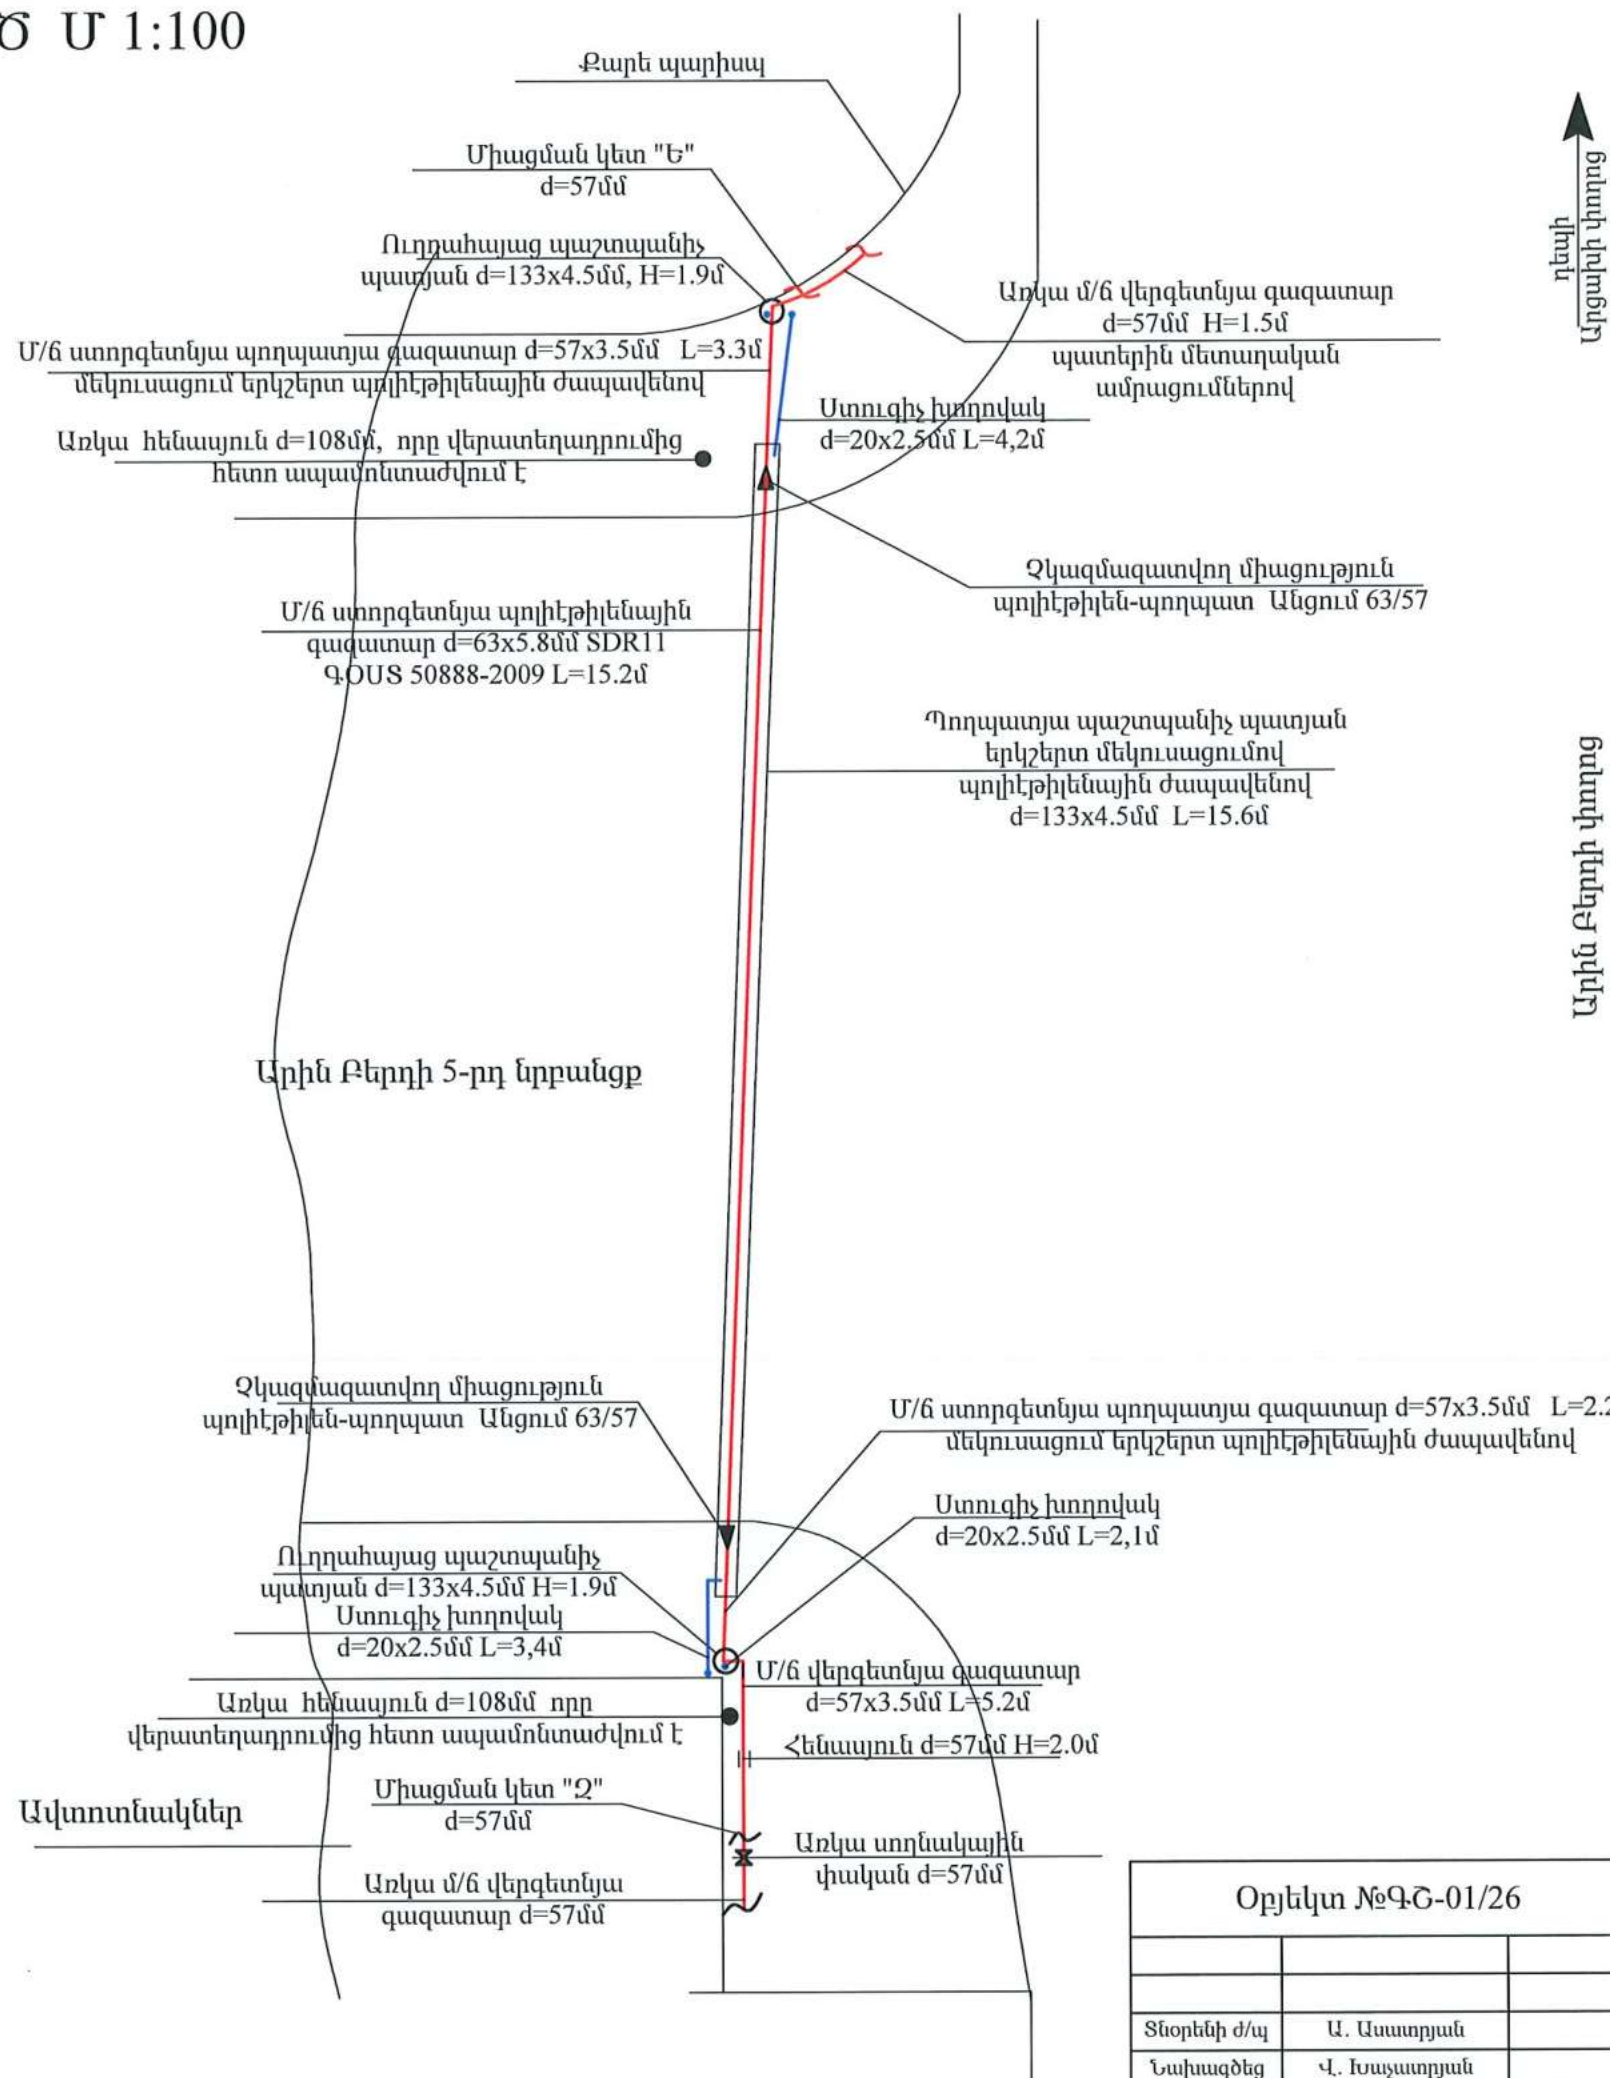 Մ 1:100
Քարե պարիսպ
Միացման կետ "Ե"
d=57մմ
Ուղղահայաց պաշտպանիչ
պատյան d=133x4.5մմ, H=1.9մ
Առկա մ/ճ վերգետնյա գազատար
d=57մմ H=1.5մ
պատերին մետաղական
ամրացումներով
դեպի
Արցախի փողոց
Մ/ճ ստորգետնյա պողպատյա գազատար d=57x3.5մմ L=3.3մ
մեկուսացում երկշերտ պոլիէթիլենային ժապավենով
Ստուգիչ խողովակ
d=20x2.5մմ L=4,2մ
Առկա հենասյուն d=108մմ, որը վերատեղադրումից
հետո ապամոնտաժվում է
Չկազմազատվող միացություն
պոլիէթիլեն-պողպատ Անցում 63/57
Մ/ճ ստորգետնյա պոլիէթիլենային
գազատար d=63x5.8մմ SDR11
ԳՕՍՏ 50888-2009 L=15.2մ
Պողպատյա պաշտպանիչ պատյան
երկշերտ մեկուսացումով
պոլիէթիլենային ժապավենով
d=133x4.5մմ L=15.6մ
Արին Բերդի փողոց
Արին Բերդի 5-րդ նրբանցք
Չկազմազատվող միացություն
պոլիէթիլեն-պողպատ Անցում 63/57
Մ/ճ ստորգետնյա պողպատյա գազատար d=57x3.5մմ L=2.2
մեկուսացում երկշերտ պոլիէթիլենային ժապավենով
Ստուգիչ խողովակ
d=20x2.5մմ L=2,1մ
Ուղղահայաց պաշտպանիչ
պատյան d=133x4.5մմ H=1.9մ
Ստուգիչ խողովակ
d=20x2.5մմ L=3,4մ
Մ/ճ վերգետնյա գազատար
d=57x3.5մմ L=5.2մ
Առկա հենասյուն d=108մմ որը
վերատեղադրումից հետո ապամոնտաժվում է
Հենասյուն d=57մմ H=2.0մ
Միացման կետ "Զ"
d=57մմ
Ավտոտնակներ
Առկա սողնակային
փական d=57մմ
Առկա մ/ճ վերգետնյա
գազատար d=57մմ
Օբյեկտ №ԳՇ-01/26
Տնօրենի ժ/պ Ա. Ասատրյան
Նախագծեց Վ. Խաչատրյան